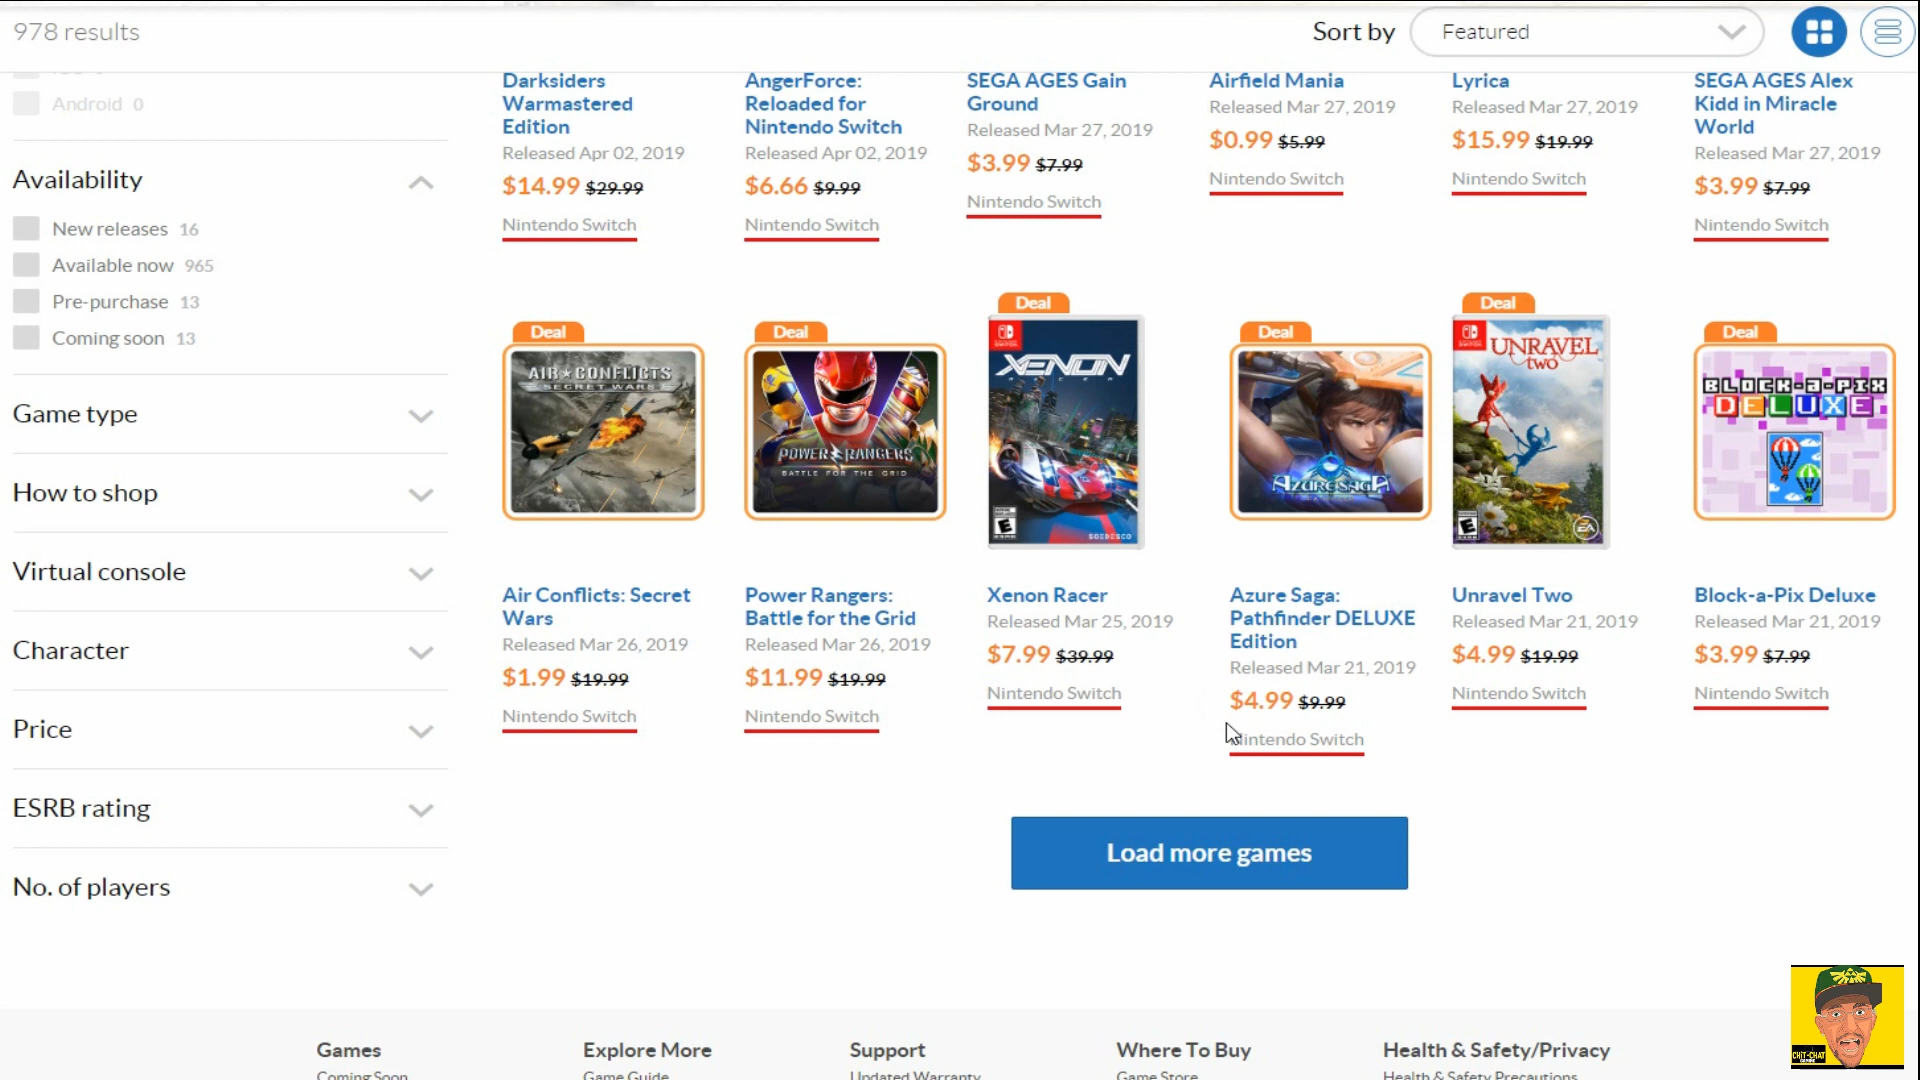 978 results
Sort by
Featured
Android 0
Availability
New releases 16
Available now 965
Pre-purchase 13
Coming soon 13
Game type
How to shop
Virtual console
Character
Price
ESRB rating
No. of players
Darksiders
Warmastered
Edition
Released Apr 02, 2019
$14.99 $29.99
Nintendo Switch
AngerForce:
Reloaded for
Nintendo Switch
Released Apr 02, 2019
$6.66 $9.99
Nintendo Switch
SEGA AGES Gain
Ground
Released Mar 27, 2019
$3.99 $7.99
Nintendo Switch
Airfield Mania
Released Mar 27, 2019
$0.99 $5.99
Nintendo Switch
Lyrica
Released Mar 27, 2019
$15.99 $19.99
Nintendo Switch
SEGA AGES Alex
Kidd in Miracle
World
Released Mar 27, 2019
$3.99 $7.99
Nintendo Switch
Deal
AIR CONFLICTS
SECRET WARS
Air Conflicts: Secret
Wars
Released Mar 26, 2019
$1.99 $19.99
Nintendo Switch
Deal
POWER RANGERS
BATTLE FOR THE GRID
Power Rangers:
Battle for the Grid
Released Mar 26, 2019
$11.99 $19.99
Nintendo Switch
Deal
XENON
RACER
E
SOEDESCO
Xenon Racer
Released Mar 25, 2019
$7.99 $39.99
Nintendo Switch
Deal
AZURE SAGA
Azure Saga:
Pathfinder DELUXE
Edition
Released Mar 21, 2019
$4.99 $9.99
Nintendo Switch
Deal
UNRAVEL
TWO
E
EA
Unravel Two
Released Mar 21, 2019
$4.99 $19.99
Nintendo Switch
Deal
BLOCK-a-PIX
DELUXE
Block-a-Pix Deluxe
Released Mar 21, 2019
$3.99 $7.99
Nintendo Switch
Load more games
CHIT-CHAT
GAMING
Games
Coming Soon
Explore More
Game Guide
Support
Updated Warranty
Where To Buy
Game Store
Health & Safety/Privacy
Health & Safety Precautions